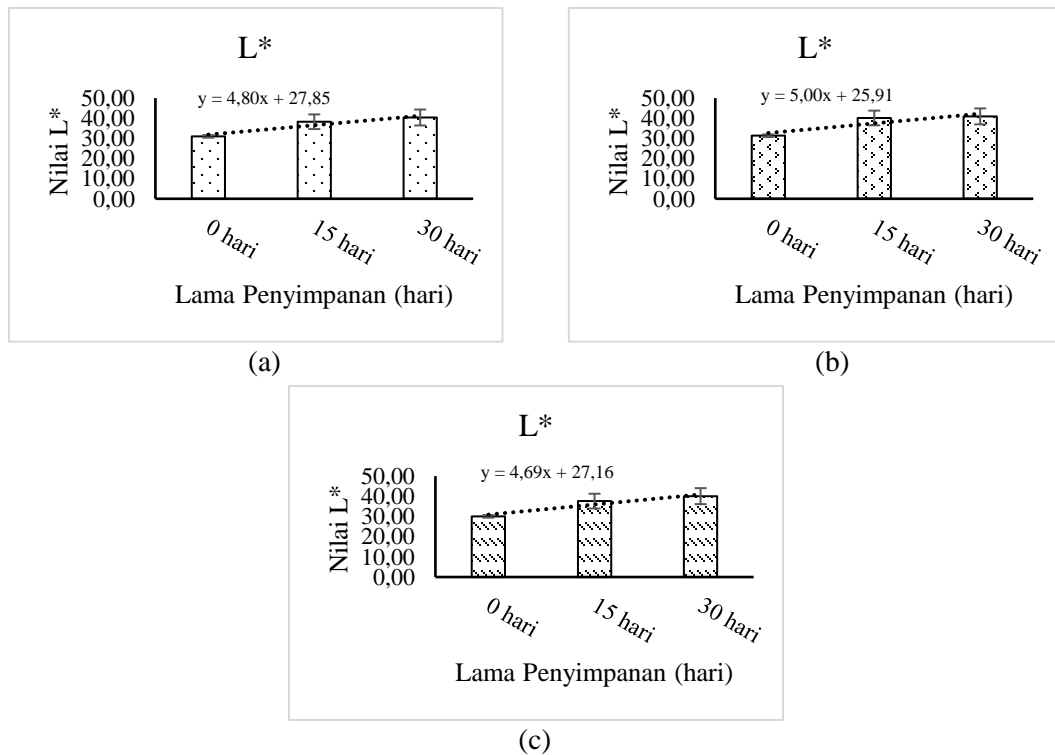 L*
y = 4,80x + 27,85
50,00
40,00
30,00
20,00
10,00
0,00
Nilai L*
0 hari
15 hari
30 hari
Lama Penyimpanan (hari)
(a)
L*
y = 5,00x + 25,91
50,00
40,00
30,00
20,00
10,00
0,00
Nilai L*
0 hari
15 hari
30 hari
Lama Penyimpanan (hari)
(b)
L*
y = 4,69x + 27,16
50,00
40,00
30,00
20,00
10,00
0,00
Nilai L*
0 hari
15 hari
30 hari
Lama Penyimpanan (hari)
(c)